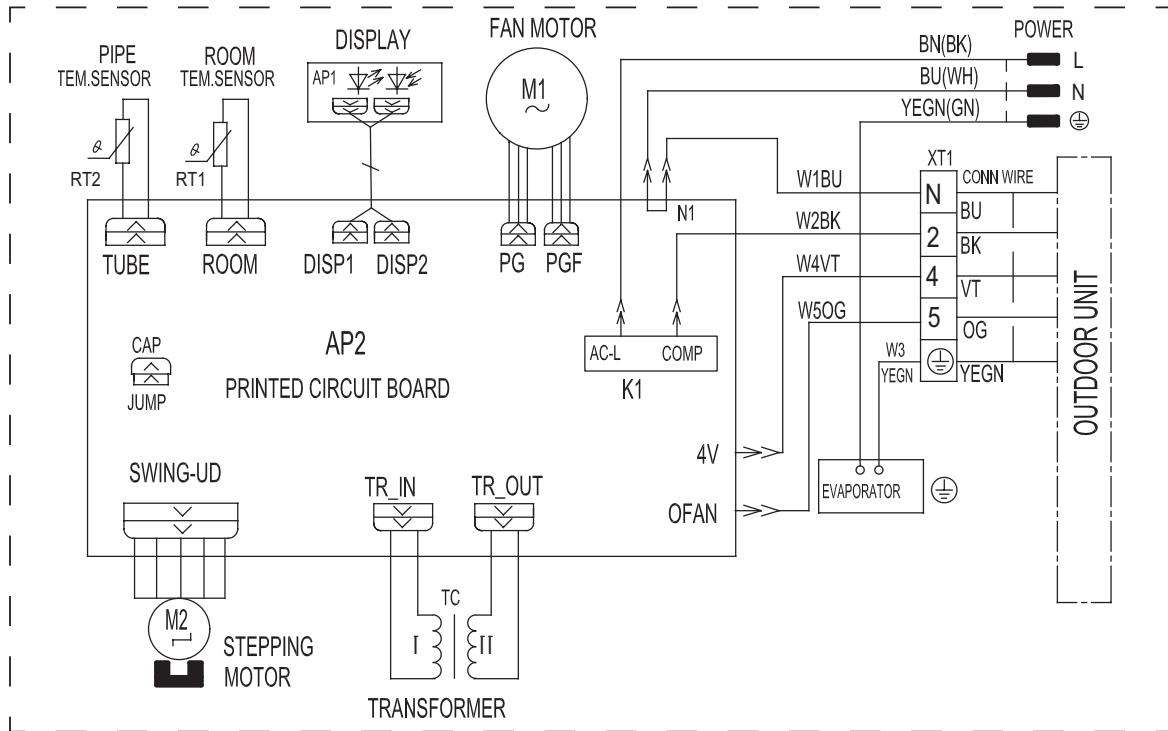 PIPE
TEM.SENSOR
ROOM
TEM.SENSOR
DISPLAY
AP1
FAN MOTOR
M1
POWER
BN(BK)
L
BU(WH)
N
YEGN(GN)
θ
RT2
θ
RT1
XT1
W1BU
N
CONN WIRE
BU
N1
W2BK
2
BK
W4VT
4
VT
W5OG
5
OG
W3
YEGN
YEGN
OUTDOOR UNIT
TUBE
ROOM
DISP1
DISP2
PG
PGF
AP2
PRINTED CIRCUIT BOARD
CAP
JUMP
AC-L
COMP
K1
4V
OFAN
EVAPORATOR
SWING-UD
TR_IN
TR_OUT
M2
STEPPING
MOTOR
TC
I
II
TRANSFORMER